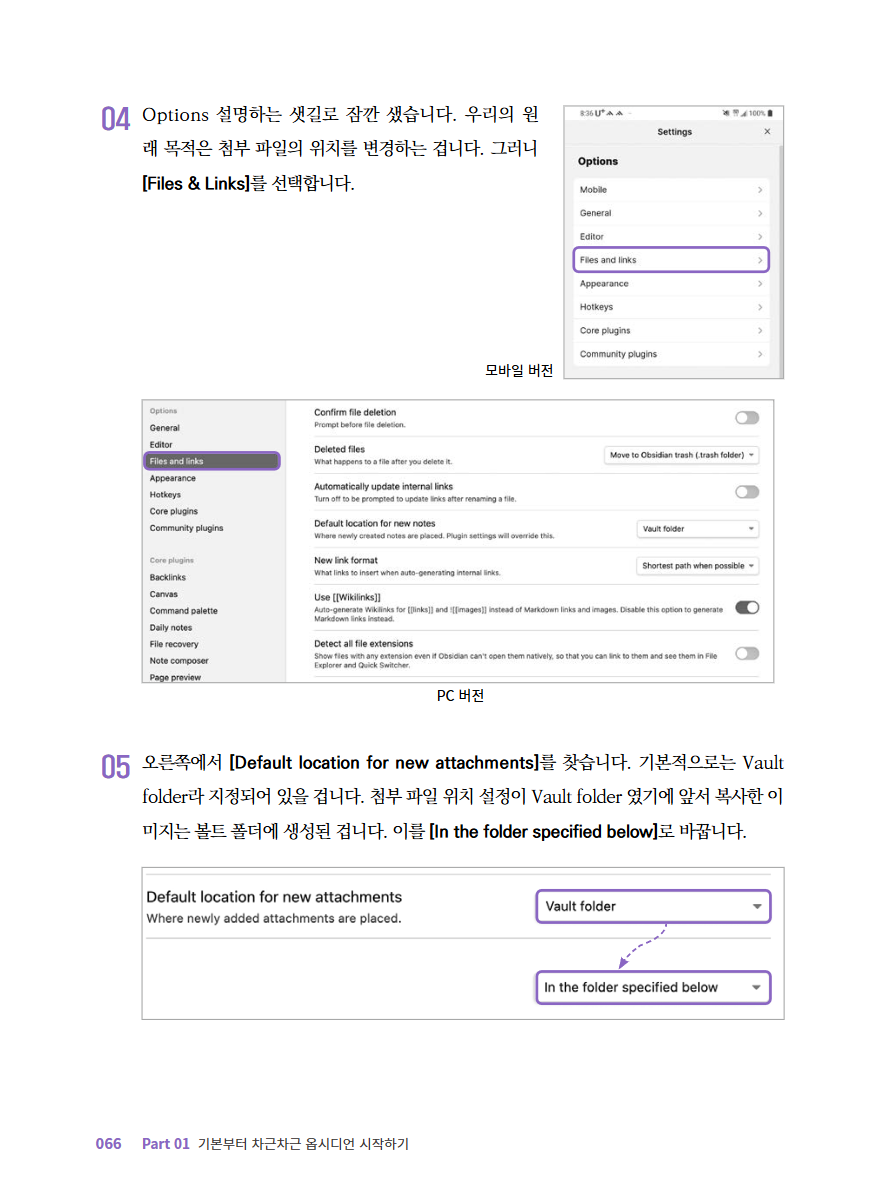 04
Options 설명하는 샛길로 잠깐 샜습니다. 우리의 원
래 목적은 첨부 파일의 위치를 변경하는 겁니다. 그러니
[Files & Links]를 선택합니다.
8:36 U+
100%
Settings ×
Options
Mobile
General
Editor
Files and links
Appearance
Hotkeys
Core plugins
Community plugins
모바일 버전
Options
General
Editor
Files and links
Appearance
Hotkeys
Core plugins
Community plugins
Core plugins
Backlinks
Canvas
Command palette
Daily notes
File recovery
Note composer
Page preview
Confirm file deletion
Prompt before file deletion.
Deleted files
What happens to a file after you delete it.
Move to Obsidian trash (.trash folder)
Automatically update internal links
Turn off to be prompted to update links after renaming a file.
Default location for new notes
Where newly created notes are placed. Plugin settings will override this.
Vault folder
New link format
What links to insert when auto-generating internal links.
Shortest path when possible
Use [[Wikilinks]]
Auto-generate Wikilinks for [[links]] and ![[images]] instead of Markdown links and images. Disable this option to generate
Markdown links instead.
Detect all file extensions
Show files with any extension even if Obsidian can't open them natively, so that you can link to them and see them in File
Explorer and Quick Switcher.
PC 버전
05
오른쪽에서 [Default location for new attachments]를 찾습니다. 기본적으로는 Vault
folder라 지정되어 있을 겁니다. 첨부 파일 위치 설정이 Vault folder 였기에 앞서 복사한 이
미지는 볼트 폴더에 생성된 겁니다. 이를 [In the folder specified below]로 바꿉니다.
Default location for new attachments
Where newly added attachments are placed.
Vault folder
In the folder specified below
066 Part 01 기본부터 차근차근 옵시디언 시작하기